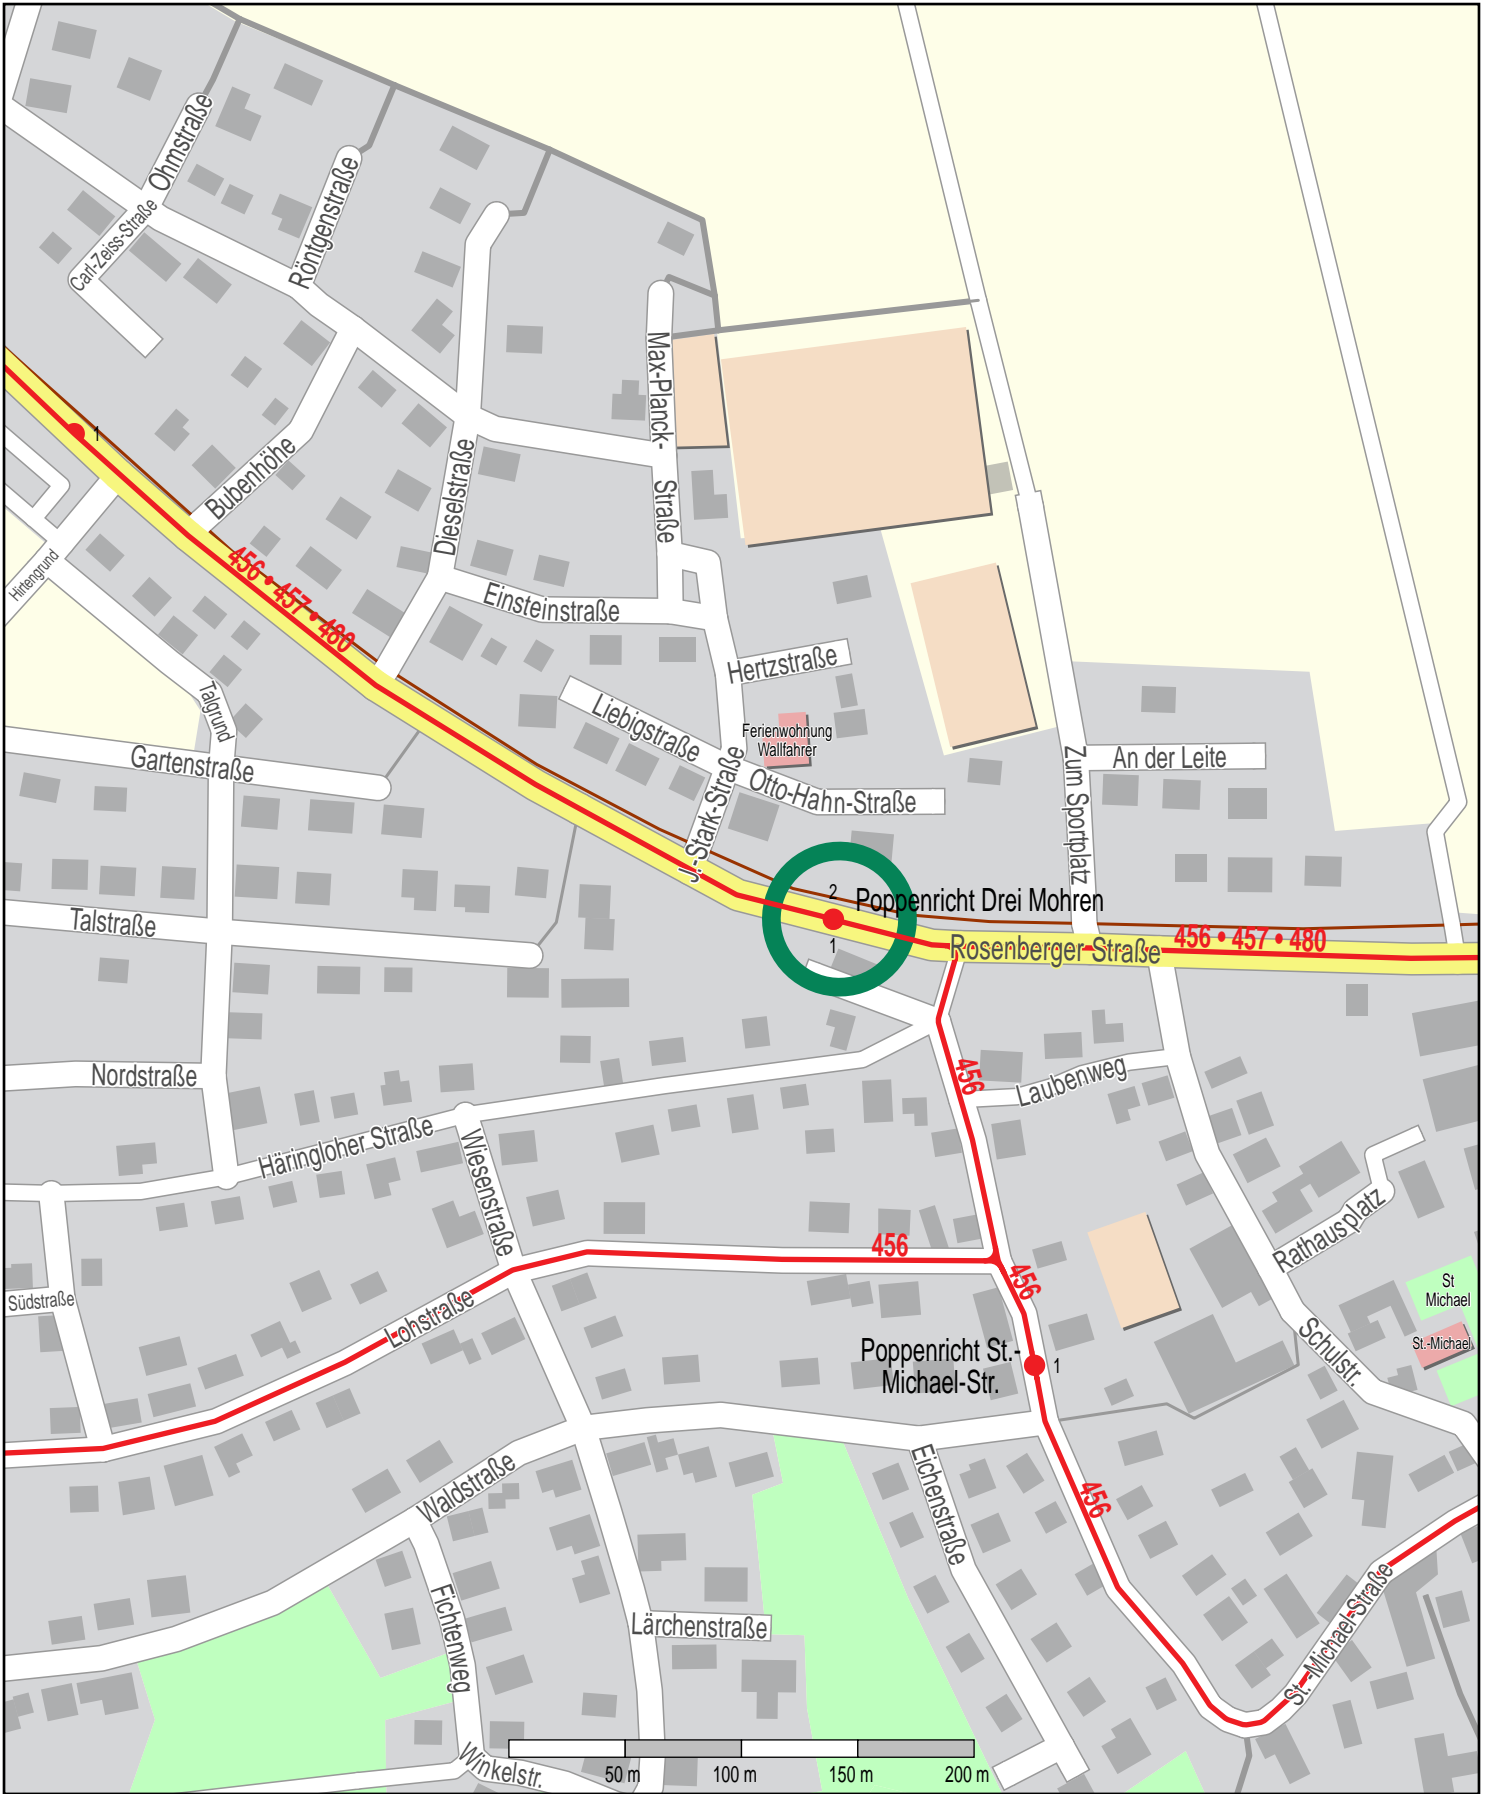 Ohmstraße
Carl-Zeiss-Straße
Röntgenstraße
Max-Planck-
Straße
1
Bubenhöhe
Dieselstraße
Hirtengrund
456 • 457 • 480
Einsteinstraße
Hertzstraße
Talgrund
Liebigstraße
Ferienwohnung
Wallfahrer
Gartenstraße
J.-Stark-Straße
Otto-Hahn-Straße
Zum Sportplatz
An der Leite
2
Poppenricht Drei Mohren
1
Talstraße
Rosenberger Straße
456 • 457 • 480
Nordstraße
456
Laubenweg
Häringloher Straße
Wiesenstraße
Rathausplatz
456
456
Südstraße
Lohstraße
St
Michael
St.-Michael
Schulstr.
Poppenricht St.-
Michael-Str.
1
Waldstraße
Eichenstraße
456
Fichtenweg
Lärchenstraße
St.-Michael-Straße
Winkelstr.
50 m
100 m
150 m
200 m